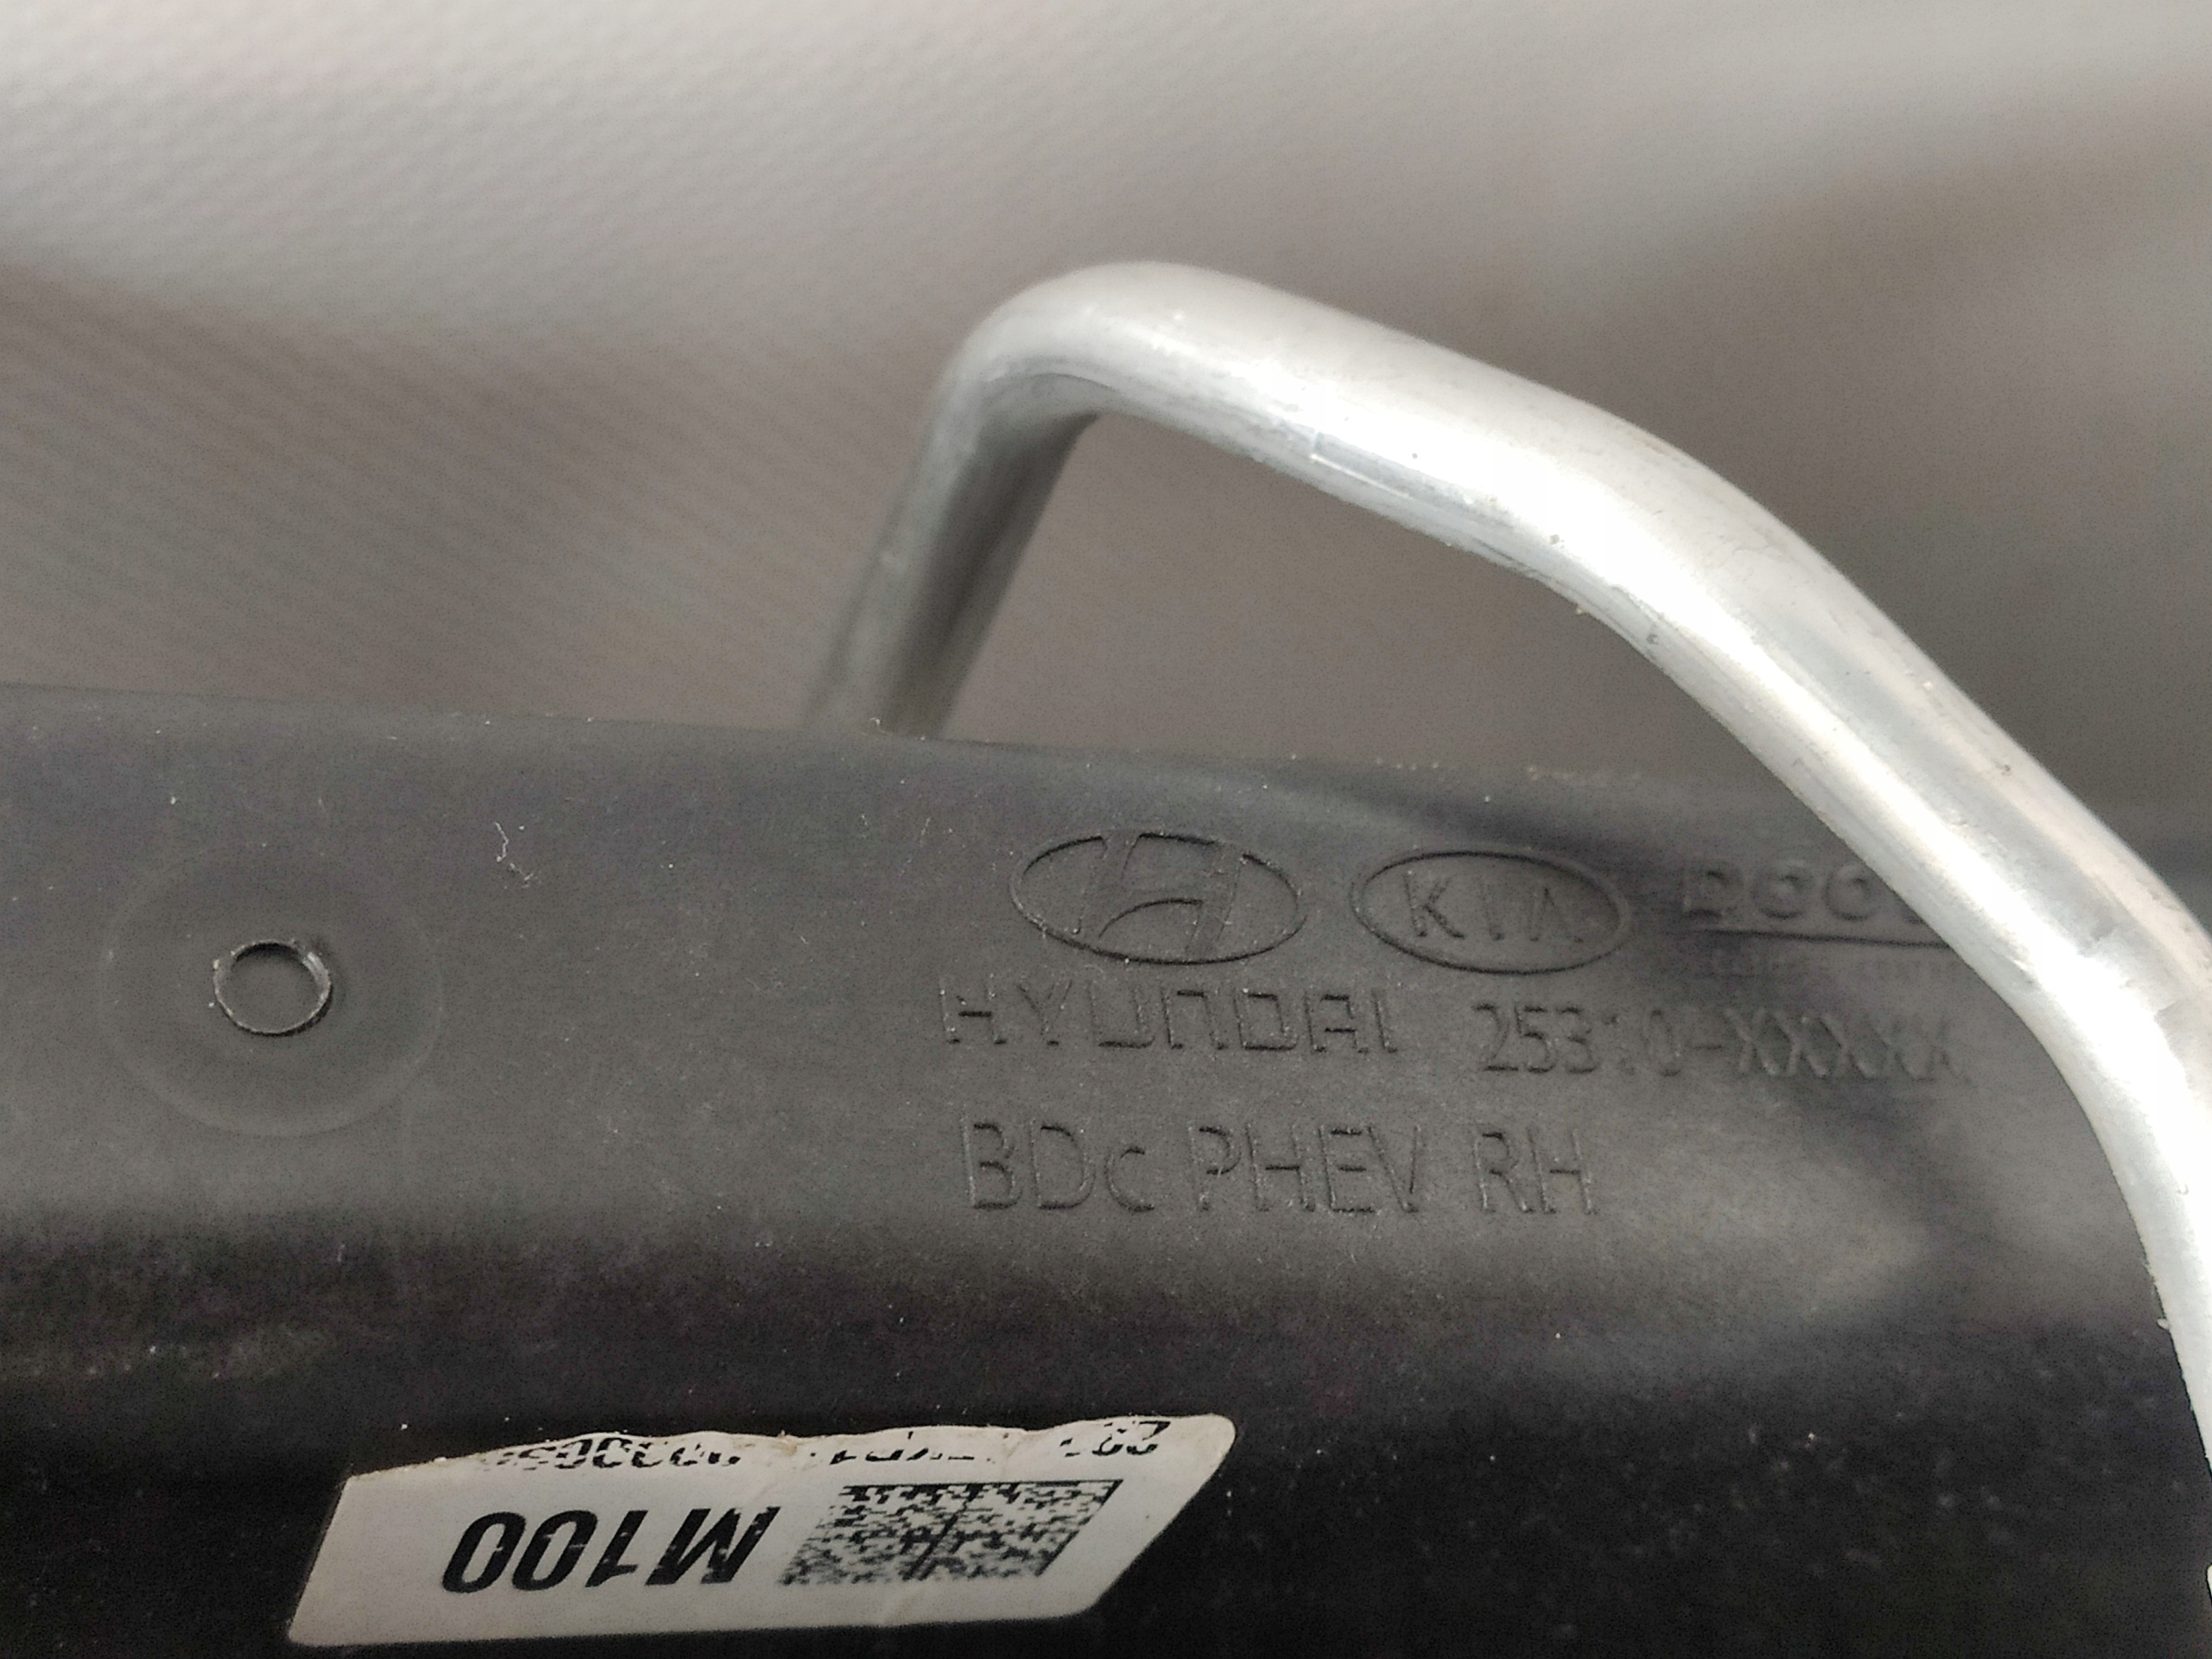 KIA
HYUNDAI 25310-XXXXX
BDc PHEV RH
M100